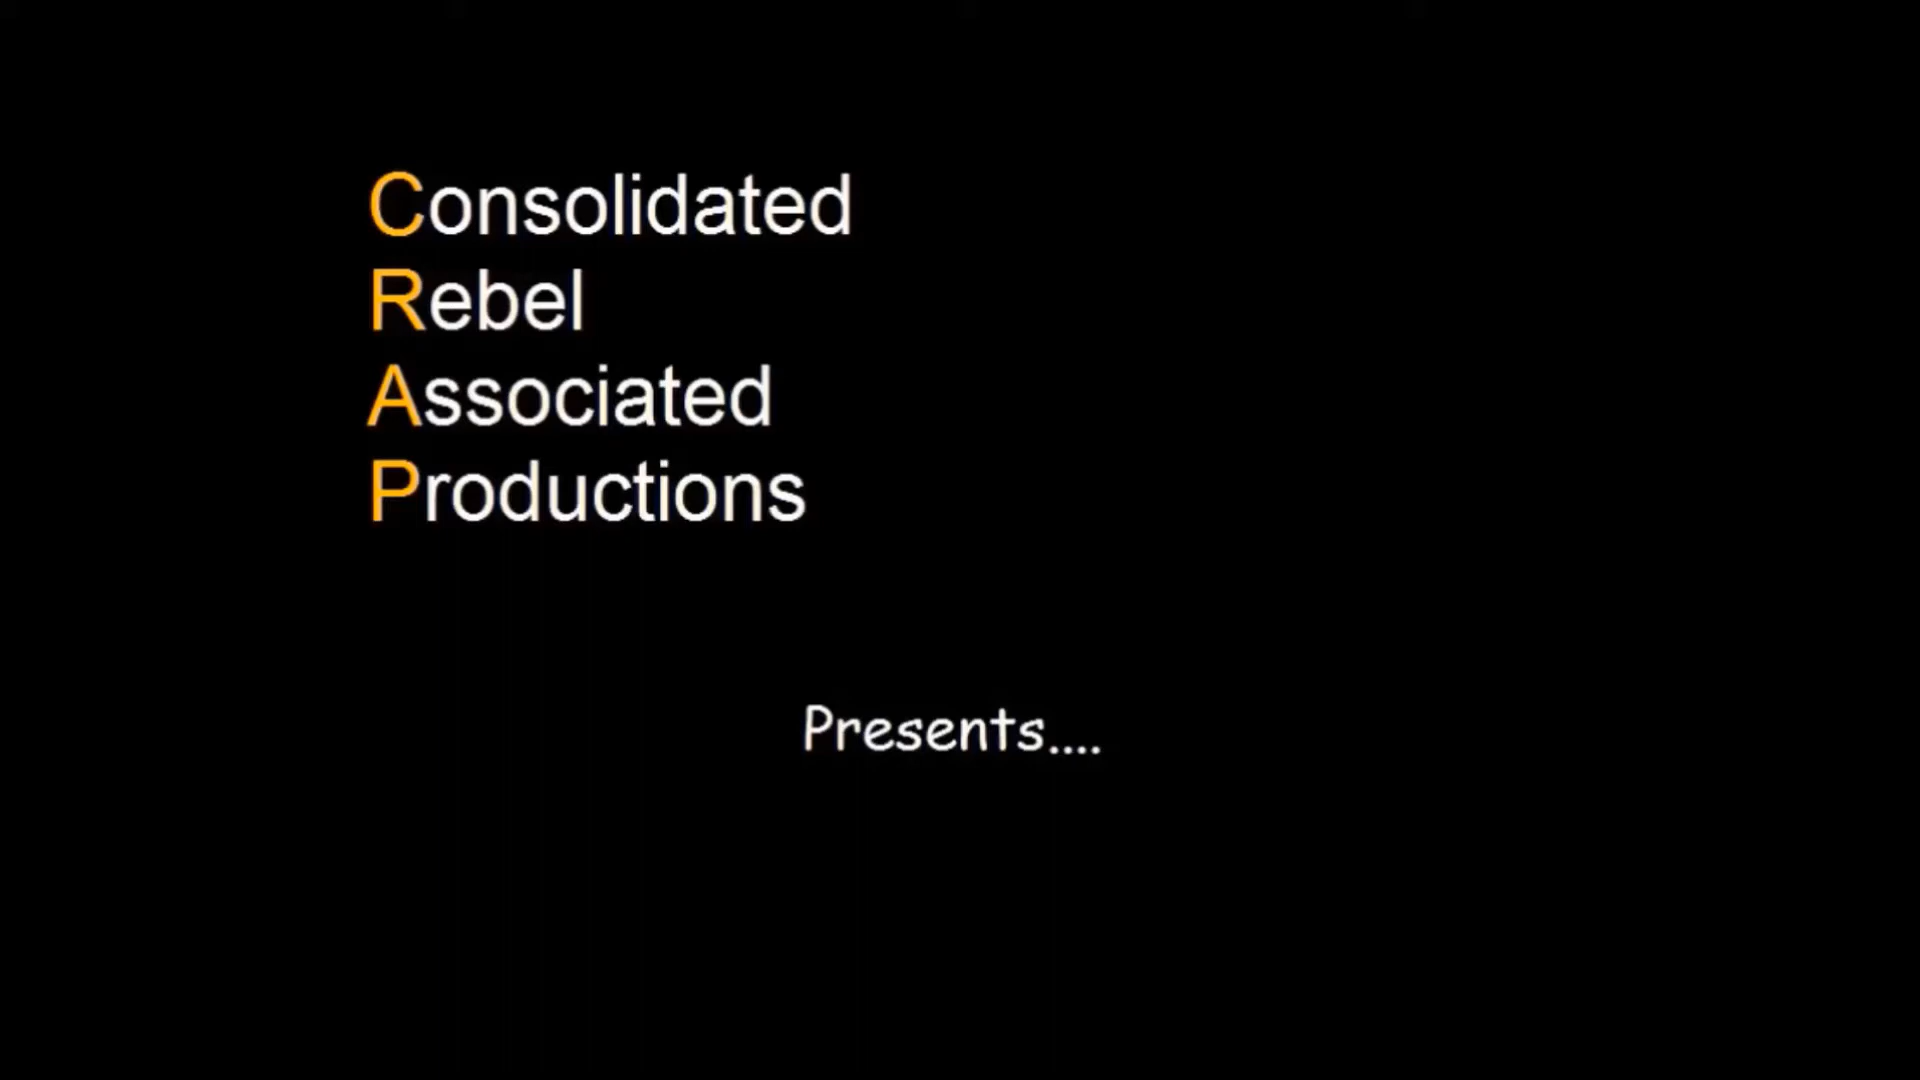 Consolidated
Rebel
Associated
Productions
Presents....